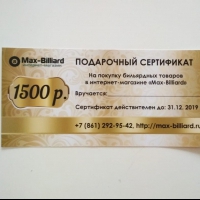 Max-Billiard
ПОДАРОЧНЫЙ СЕРТИФИКАТ
На покупку бильярдных товаров
в интернет-магазине «Max-Billiard»
1500 р.
Вручается:
Сертификат действителен до: 31.12.2019
+7 (861) 292-95-42, http://max-billiard.ru